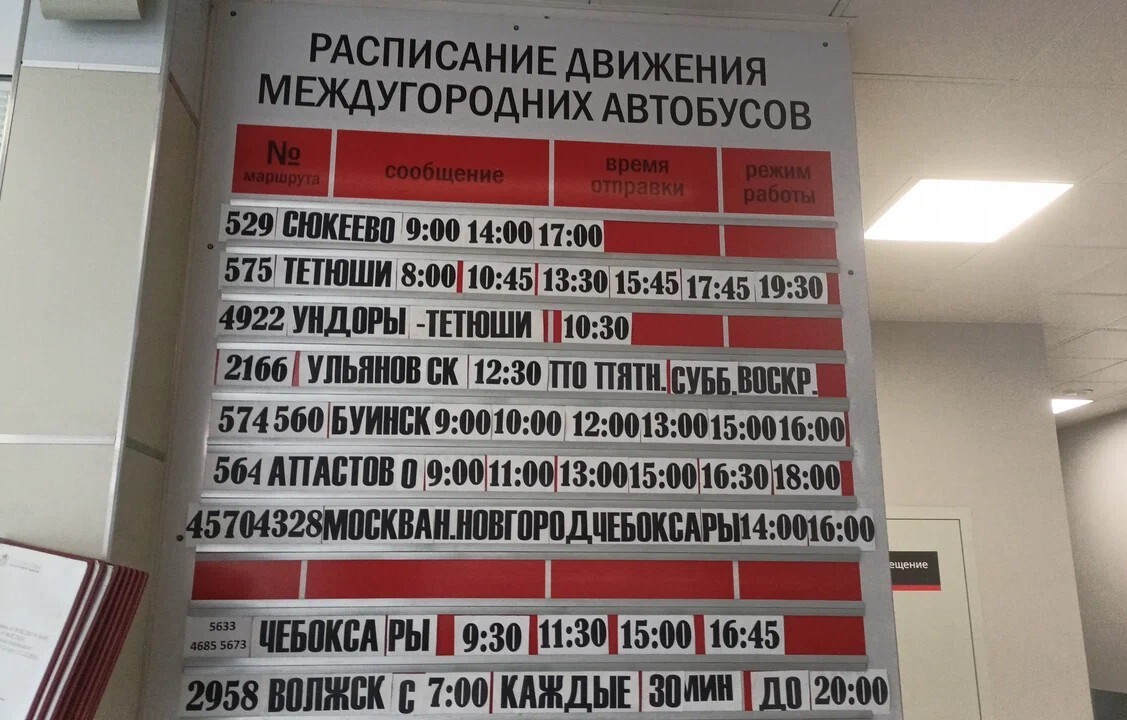 РАСПИСАНИЕ ДВИЖЕНИЯ
МЕЖДУГОРОДНИХ АВТОБУСОВ
№ маршрута сообщение время отправки режим работы
529 СЮКЕЕВО 9:00 14:00 17:00
575 ТЕТЮШИ 8:00 10:45 13:30 15:45 17:45 19:30
4922 УНДОРЫ -ТЕТЮШИ 10:30
2166 УЛЬЯНОВ СК 12:30 ПО ПЯТН. СУББ. ВОСКР.
574 560 БУИНСК 9:00 10:00 12:00 13:00 15:00 16:00
564 АППАСТОВ О 9:00 11:00 13:00 15:00 16:30 18:00
45704328 МОСКВА Н.НОВГОРОД ЧЕБОКСАРЫ 14:00 16:00
5633
4685 5673 ЧЕБОКСА РЫ 9:30 11:30 15:00 16:45
2958 ВОЛЖСК С 7:00 КАЖДЫЕ 30 МИН ДО 20:00
ещение